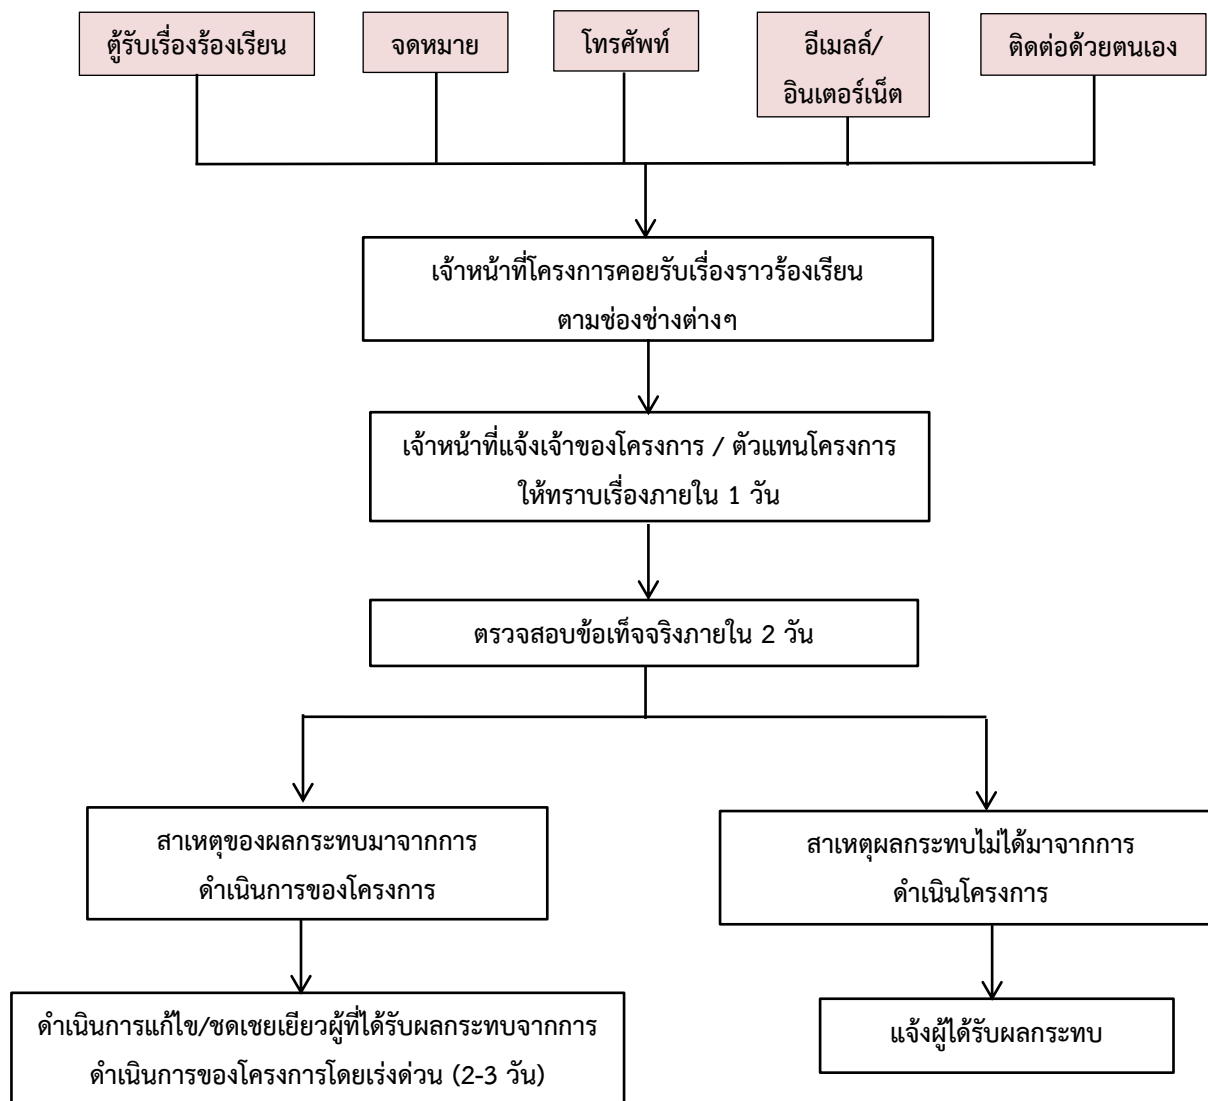 ตู้รับเรื่องร้องเรียน
จดหมาย
โทรศัพท์
อีเมลล์/
อินเตอร์เน็ต
ติดต่อด้วยตนเอง
เจ้าหน้าที่โครงการคอยรับเรื่องราวร้องเรียน
ตามช่องช่างต่างๆ
เจ้าหน้าที่แจ้งเจ้าของโครงการ / ตัวแทนโครงการ
ให้ทราบเรื่องภายใน 1 วัน
ตรวจสอบข้อเท็จจริงภายใน 2 วัน
สาเหตุของผลกระทบมาจากการ
ดำเนินการของโครงการ
สาเหตุผลกระทบไม่ได้มาจากการ
ดำเนินโครงการ
ดำเนินการแก้ไข/ชดเชยเยียวผู้ที่ได้รับผลกระทบจากการ
ดำเนินการของโครงการโดยเร่งด่วน (2-3 วัน)
แจ้งผู้ได้รับผลกระทบ